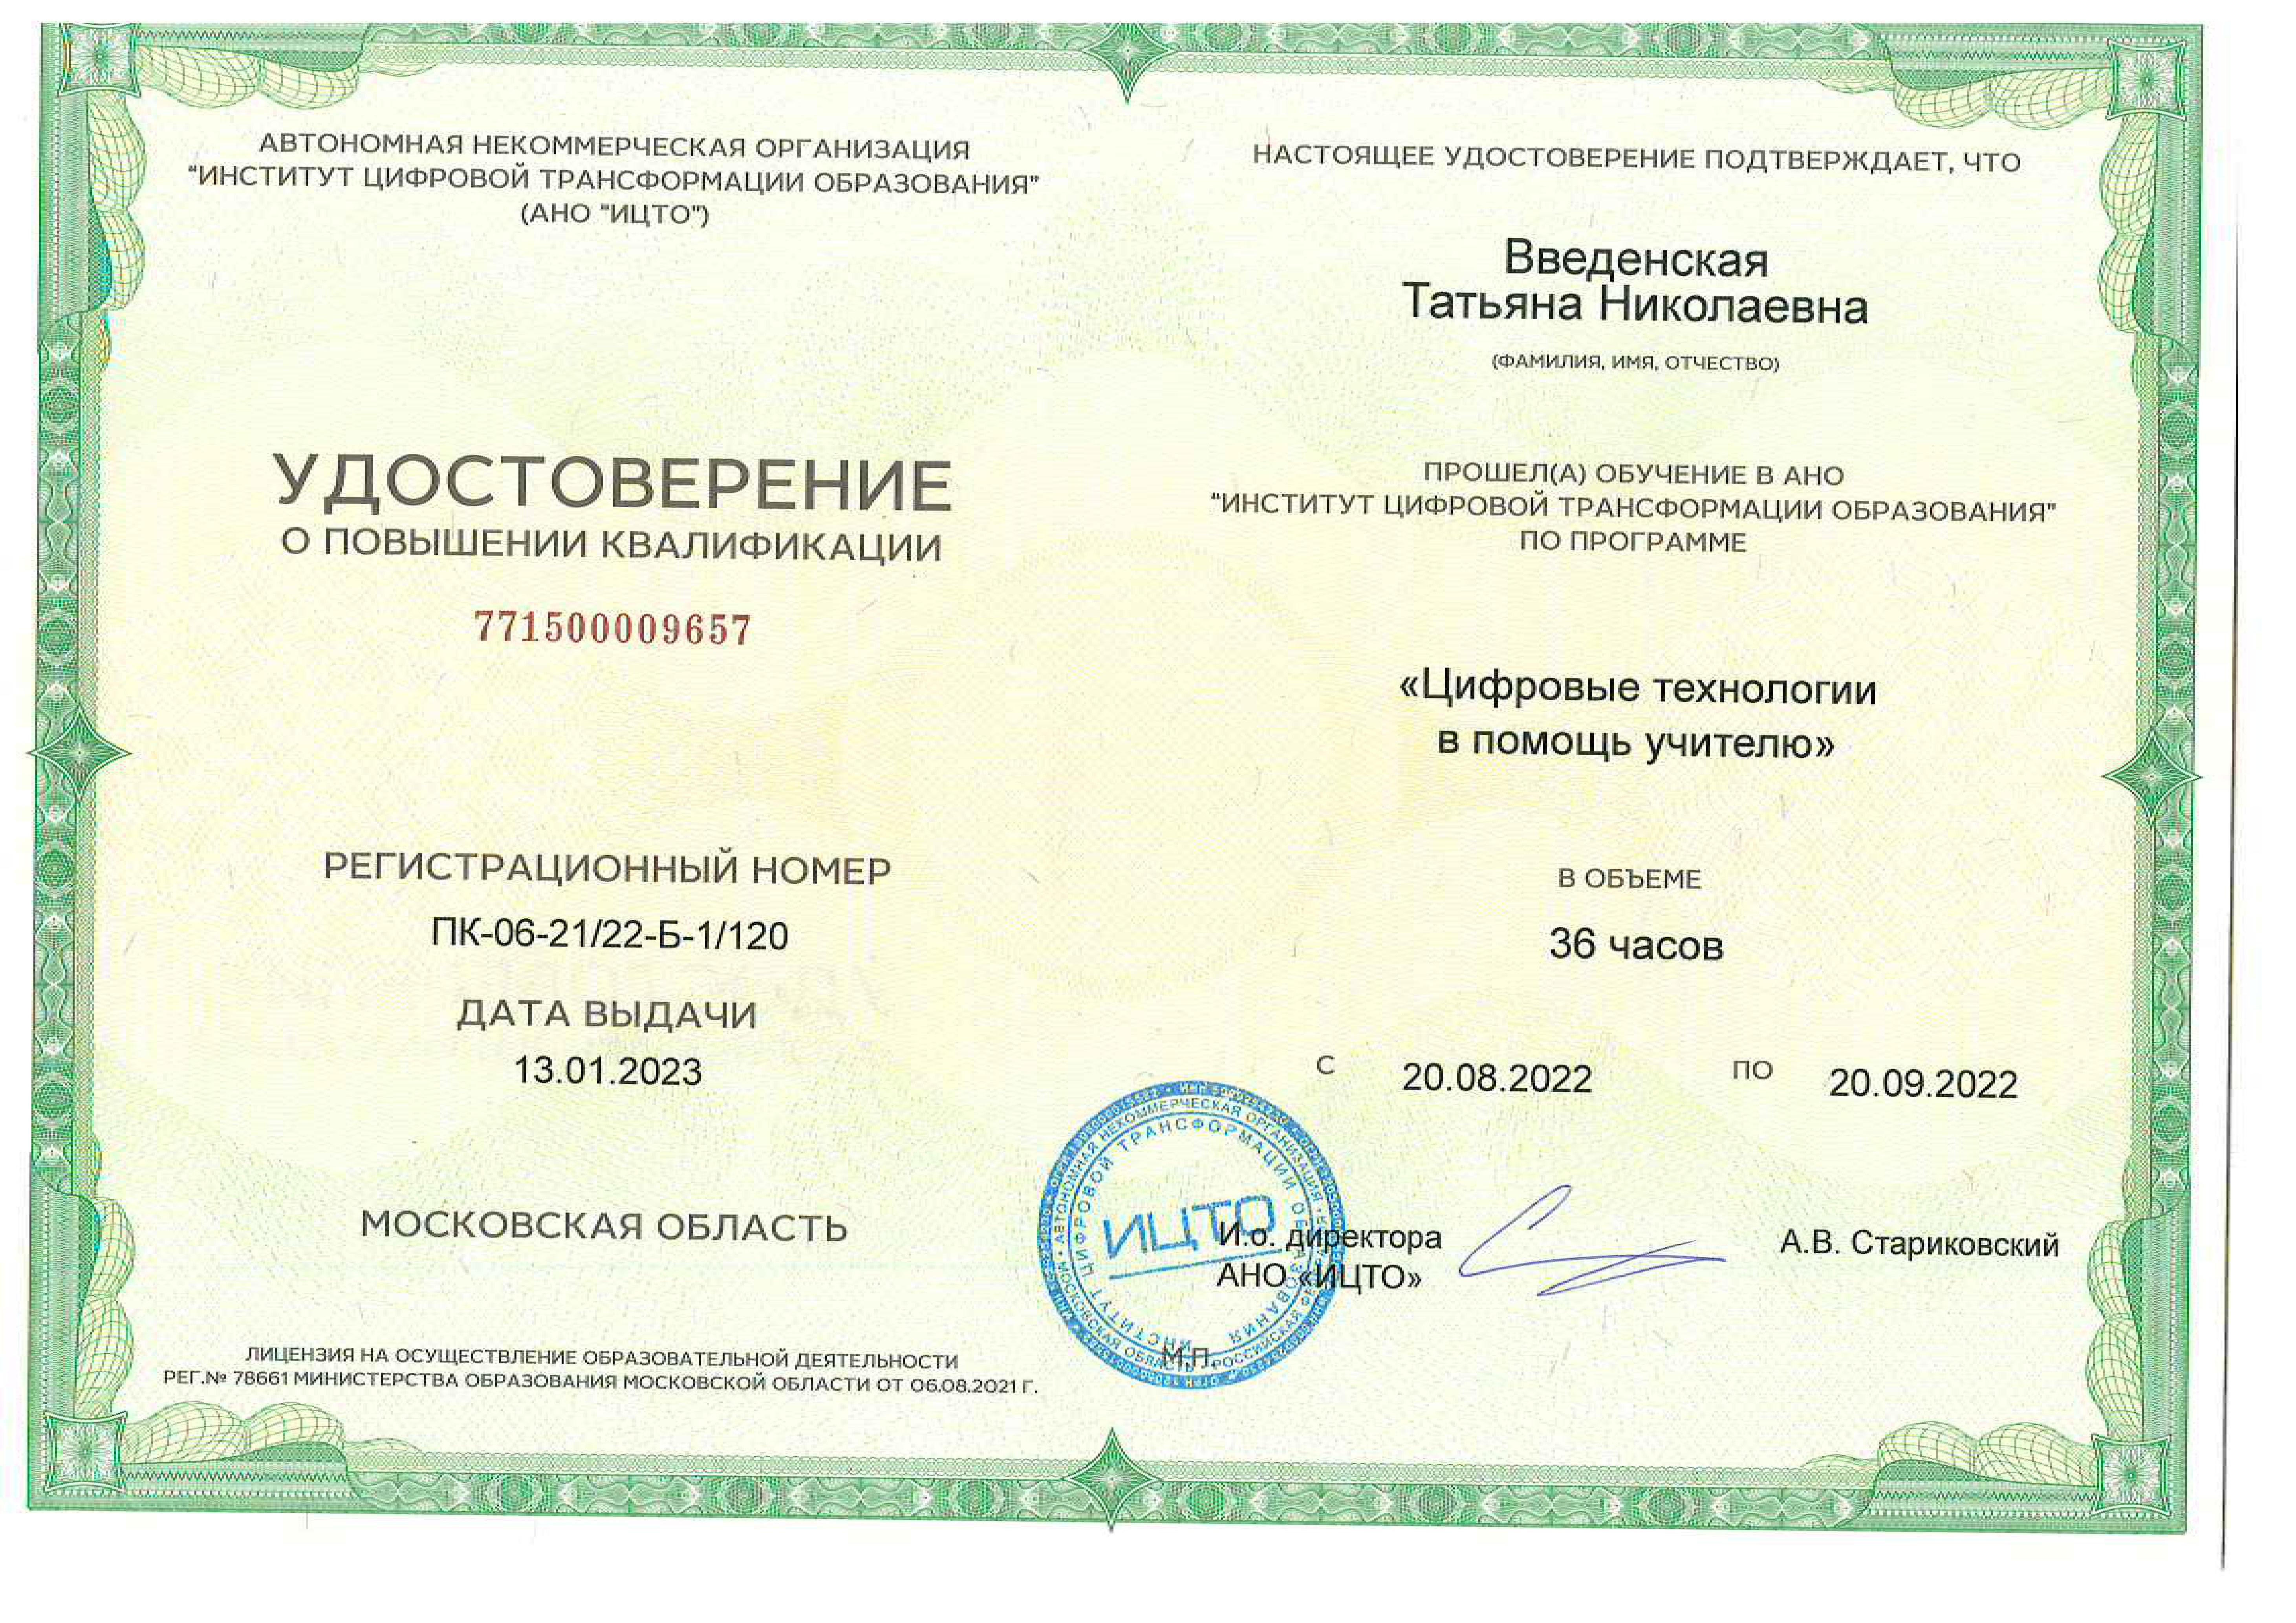 АВТОНОМНАЯ НЕКОММЕРЧЕСКАЯ ОРГАНИЗАЦИЯ
"ИНСТИТУТ ЦИФРОВОЙ ТРАНСФОРМАЦИИ ОБРАЗОВАНИЯ"
(АНО "ИЦТО")
УДОСТОВЕРЕНИЕ
О ПОВЫШЕНИИ КВАЛИФИКАЦИИ
771500009657
РЕГИСТРАЦИОННЫЙ НОМЕР
ПК-06-21/22-Б-1/120
ДАТА ВЫДАЧИ
13.01.2023
МОСКОВСКАЯ ОБЛАСТЬ
ЛИЦЕНЗИЯ НА ОСУЩЕСТВЛЕНИЕ ОБРАЗОВАТЕЛЬНОЙ ДЕЯТЕЛЬНОСТИ
РЕГ.№ 78661 МИНИСТЕРСТВА ОБРАЗОВАНИЯ МОСКОВСКОЙ ОБЛАСТИ ОТ 06.08.2021 Г.
НАСТОЯЩЕЕ УДОСТОВЕРЕНИЕ ПОДТВЕРЖДАЕТ, ЧТО
Введенская
Татьяна Николаевна
(ФАМИЛИЯ, ИМЯ, ОТЧЕСТВО)
ПРОШЕЛ(А) ОБУЧЕНИЕ В АНО
"ИНСТИТУТ ЦИФРОВОЙ ТРАНСФОРМАЦИИ ОБРАЗОВАНИЯ"
ПО ПРОГРАММЕ
«Цифровые технологии
в помощь учителю»
В ОБЪЕМЕ
36 часов
С 20.08.2022 ПО 20.09.2022
И.о. директора А.В. Стариковский
АНО «ИЦТО»
М.П.
АВТОНОМНАЯ НЕКОММЕРЧЕСКАЯ ОРГАНИЗАЦИЯ
РОССИЙСКАЯ
МОСКОВСКАЯ ОБЛАСТЬ
ИНСТИТУТ ЦИФРОВОЙ ТРАНСФОРМАЦИИ ОБРАЗОВАНИЯ
ИЦТО